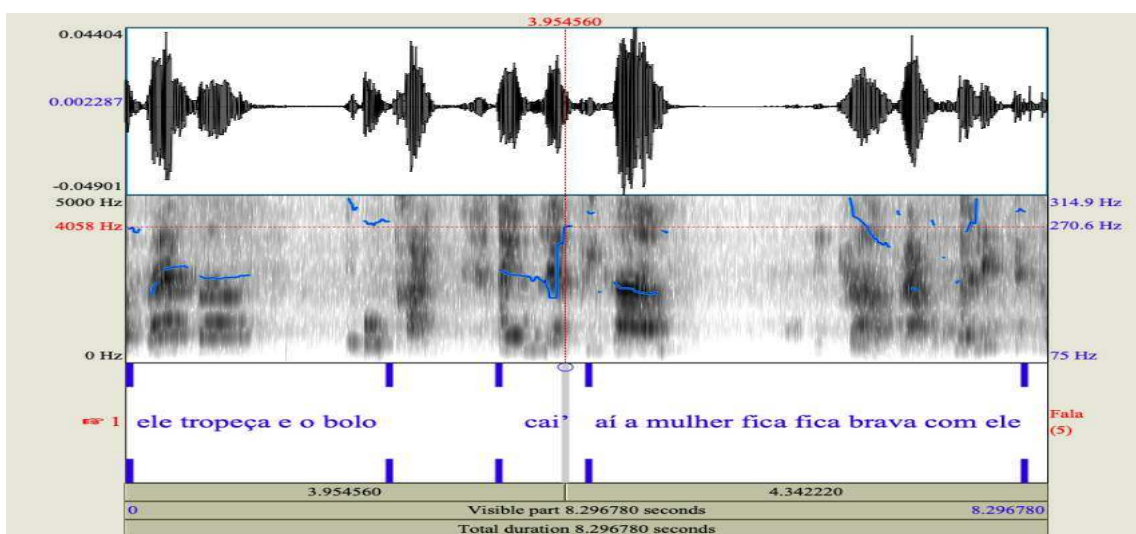 3.954560
0.04404
0.002287
-0.04901
5000 Hz
4058 Hz
0 Hz
314.9 Hz
270.6 Hz
75 Hz
☞ 1
ele tropeça e o bolo
cai’
aí a mulher fica fica brava com ele
Fala
(5)
3.954560
4.342220
0
Visible part 8.296780 seconds
8.296780
Total duration 8.296780 seconds